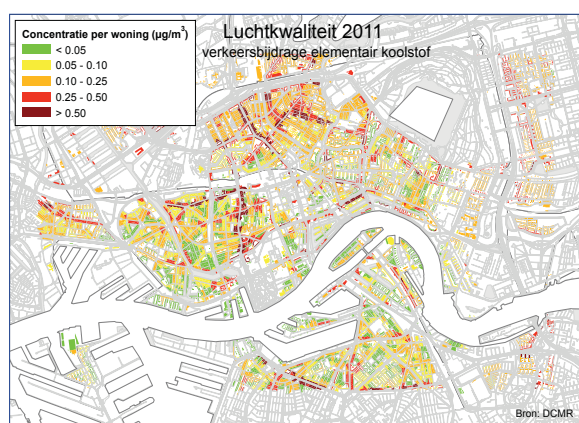 Luchtkwaliteit 2011
verkeersbijdrage elementair koolstof
Concentratie per woning (µg/m³)
< 0.05
0.05 - 0.10
0.10 - 0.25
0.25 - 0.50
> 0.50
Bron: DCMR